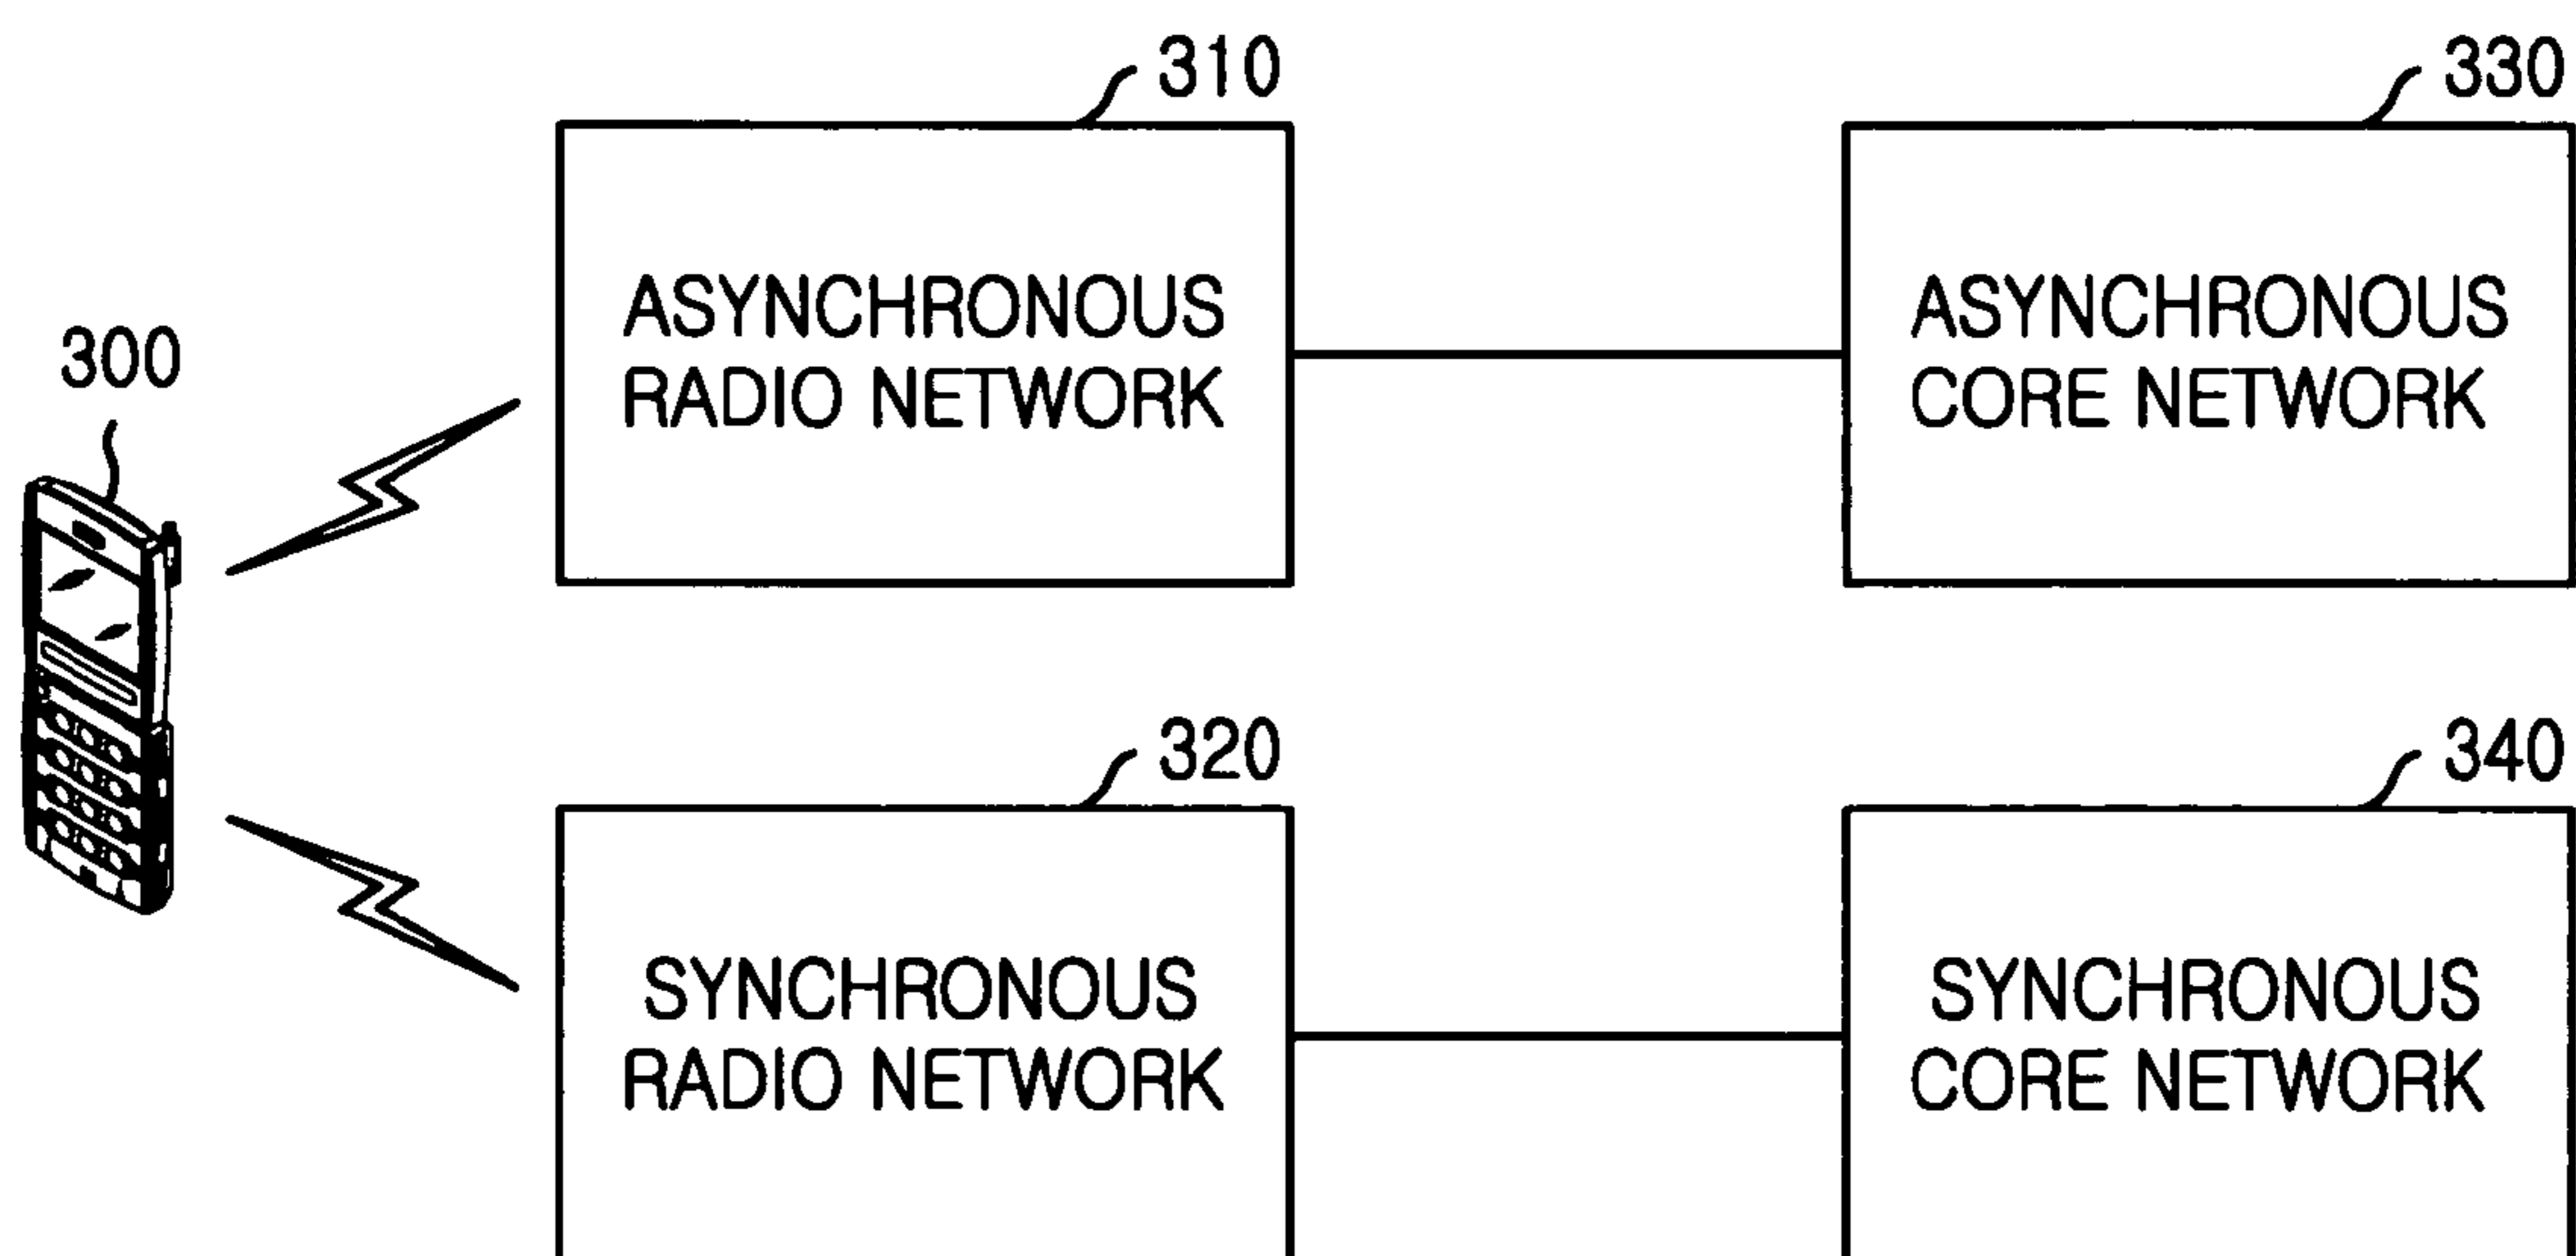 310
330
ASYNCHRONOUS
RADIO NETWORK
ASYNCHRONOUS
CORE NETWORK
300
320
340
SYNCHRONOUS
RADIO NETWORK
SYNCHRONOUS
CORE NETWORK